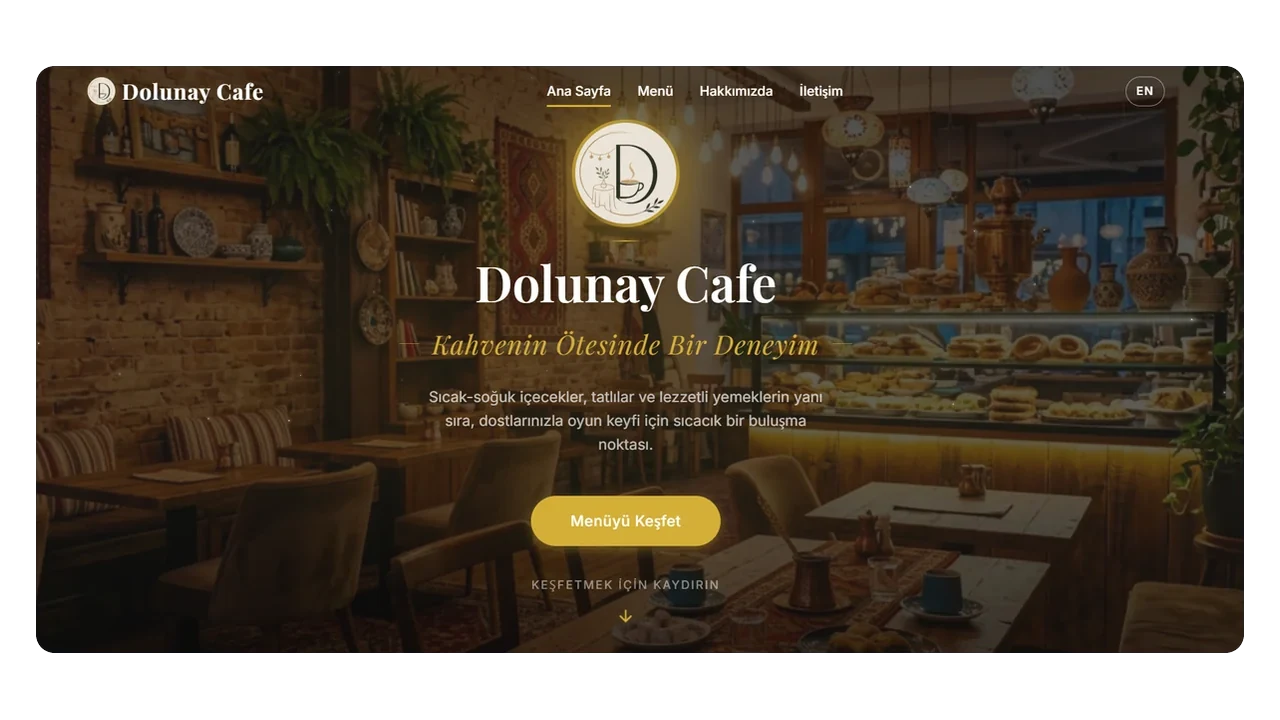 Dolunay Cafe
Ana Sayfa Menü Hakkımızda İletişim
EN
D
Dolunay Cafe
Kahvenin Ötesinde Bir Deneyim
Sıcak-soğuk içecekler, tatlılar ve lezzetli yemeklerin yanı
sıra, dostlarınızla oyun keyfi için sıcacık bir buluşma
noktası.
Menüyü Keşfet
KEŞFETMEK İÇİN KAYDIRIN